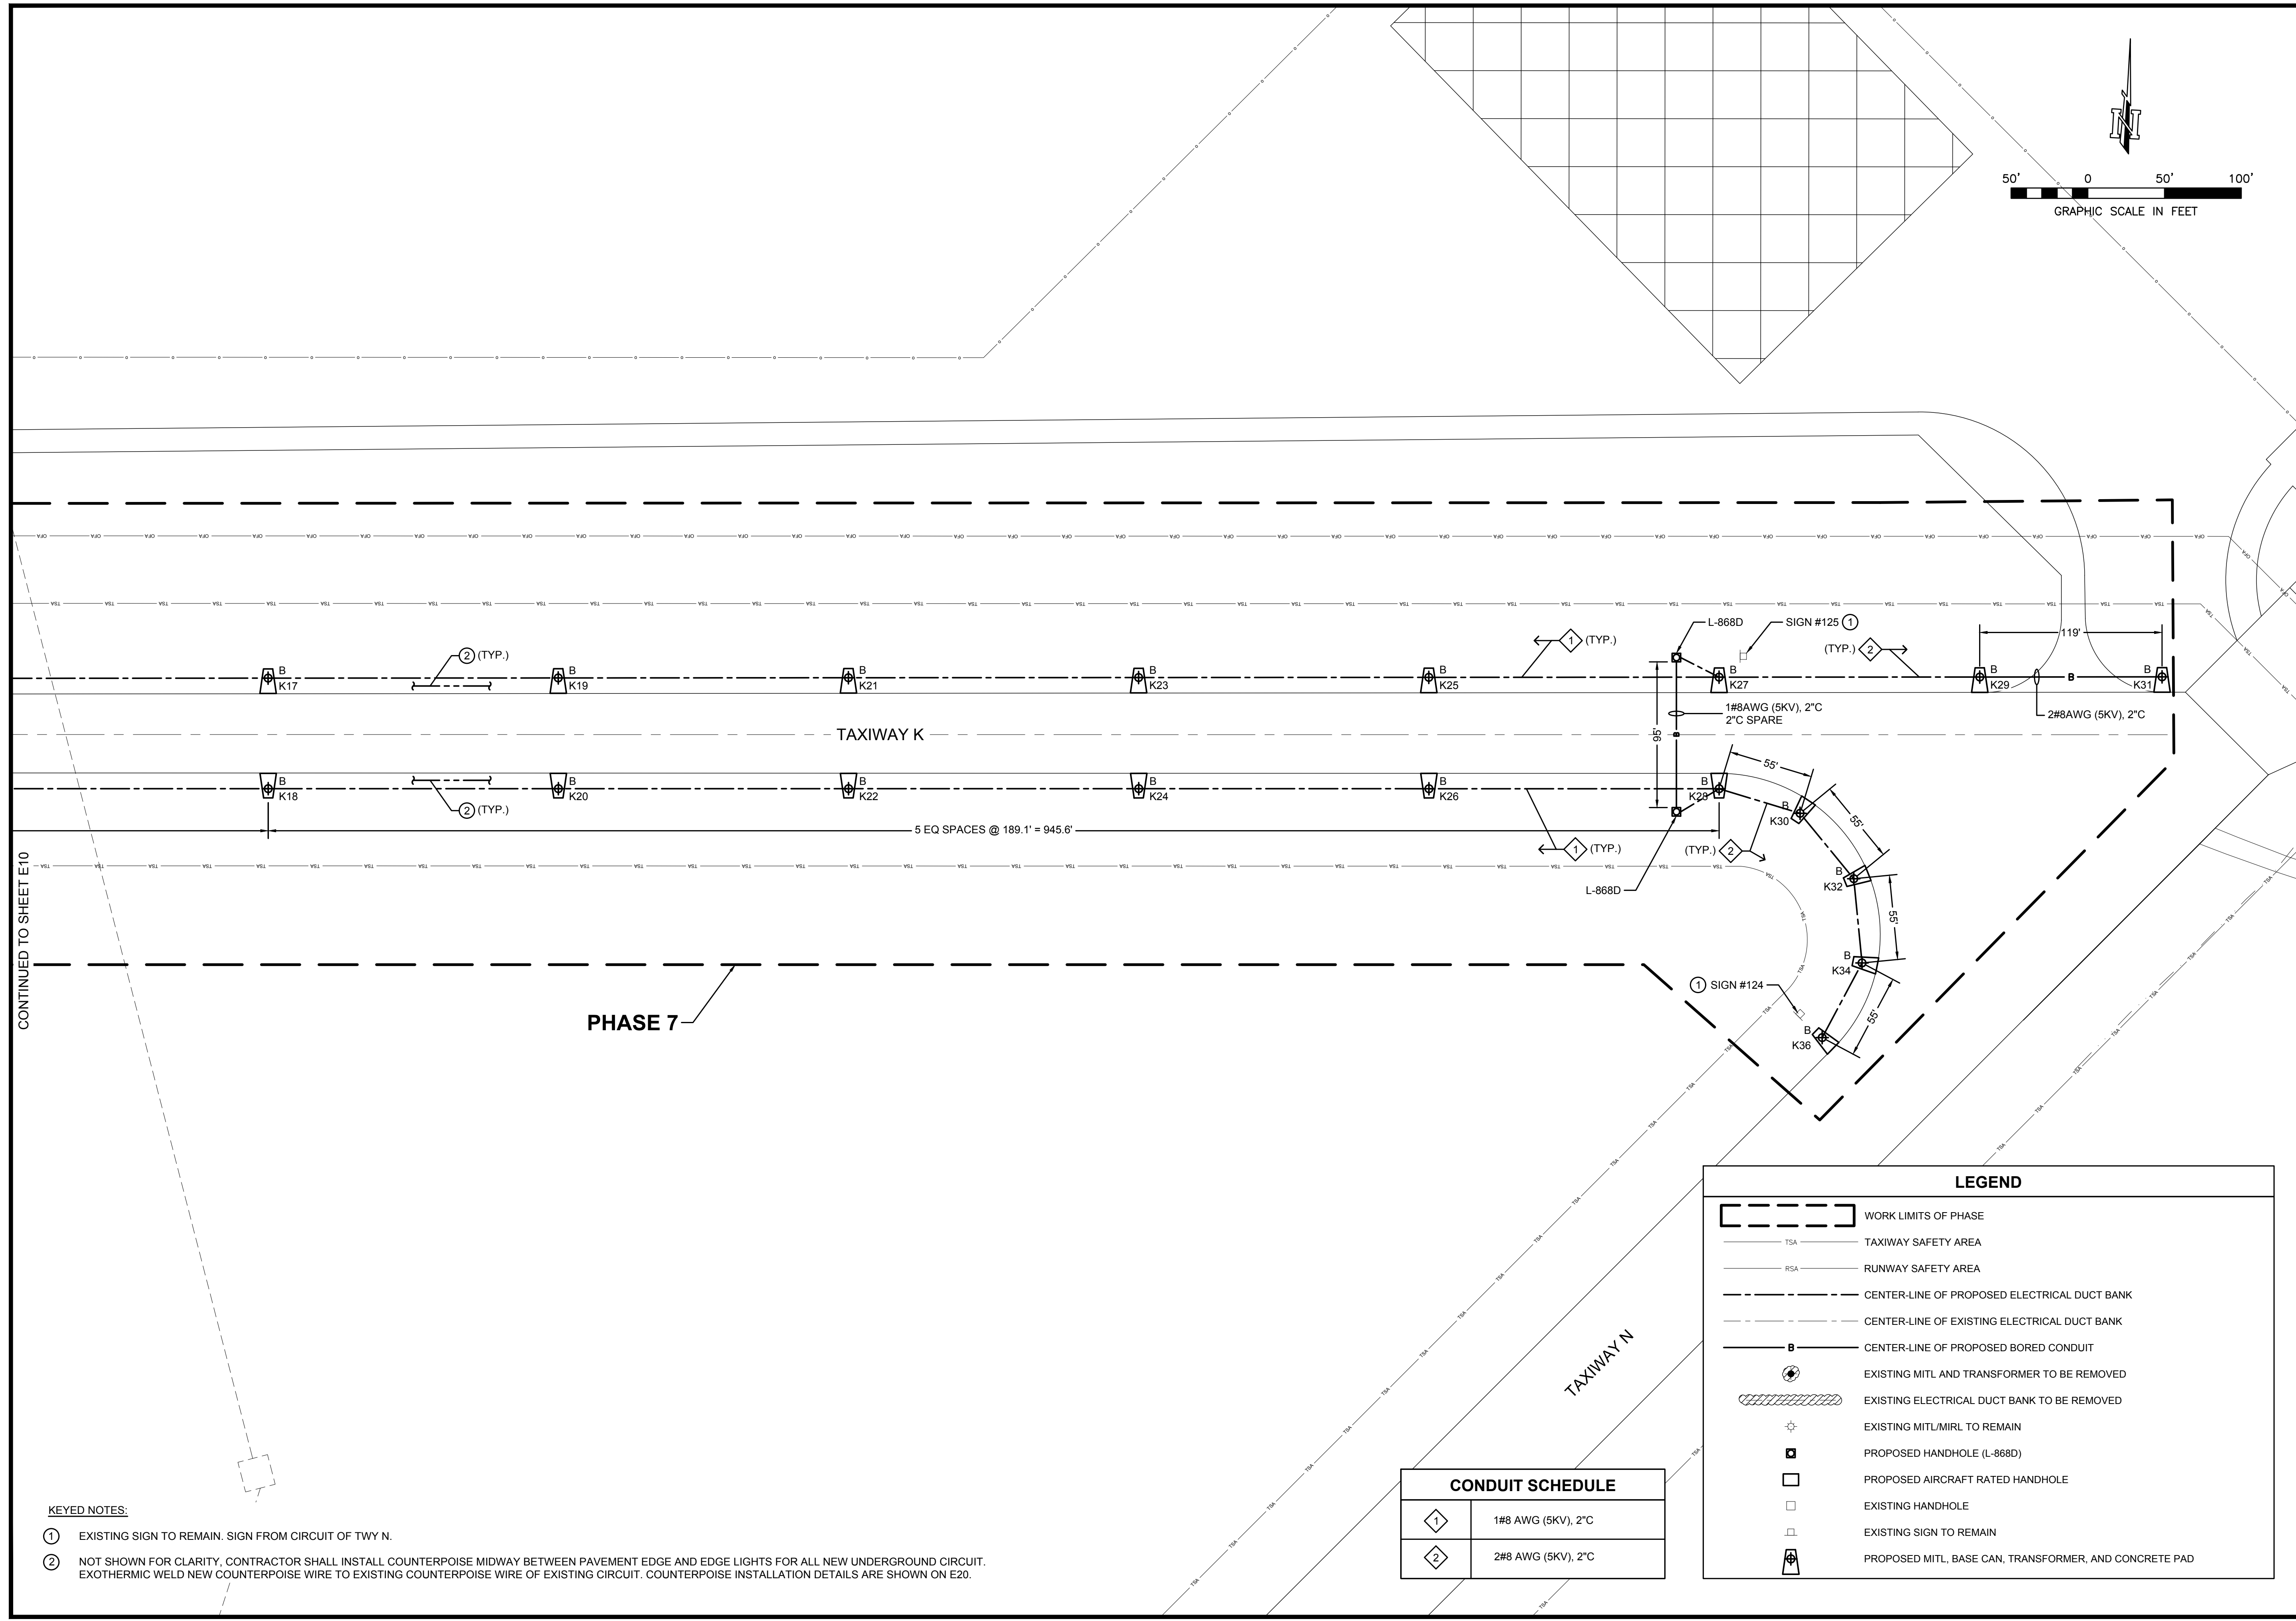 50' 0 50' 100'
GRAPHIC SCALE IN FEET
N
L-868D
SIGN #125 1
1 (TYP.)
(TYP.) 2
119'
2 (TYP.)
B K17
B K19
B K21
B K23
B K25
B K27
B K29
B
B K31
1#8AWG (5KV), 2"C
2"C SPARE
2#8AWG (5KV), 2"C
95'
B
TAXIWAY K
B K18
B K20
B K22
B K24
B K26
B K28
55'
B K30
55'
2 (TYP.)
5 EQ SPACES @ 189.1' = 945.6'
1 (TYP.)
(TYP.) 2
B K32
L-868D
55'
B K34
55'
1 SIGN #124
B K36
CONTINUED TO SHEET E10
PHASE 7
OFA
TSA
TAXIWAY N
LEGEND
WORK LIMITS OF PHASE
TSA TAXIWAY SAFETY AREA
RSA RUNWAY SAFETY AREA
CENTER-LINE OF PROPOSED ELECTRICAL DUCT BANK
CENTER-LINE OF EXISTING ELECTRICAL DUCT BANK
B CENTER-LINE OF PROPOSED BORED CONDUIT
EXISTING MITL AND TRANSFORMER TO BE REMOVED
EXISTING ELECTRICAL DUCT BANK TO BE REMOVED
EXISTING MITL/MIRL TO REMAIN
PROPOSED HANDHOLE (L-868D)
PROPOSED AIRCRAFT RATED HANDHOLE
EXISTING HANDHOLE
EXISTING SIGN TO REMAIN
PROPOSED MITL, BASE CAN, TRANSFORMER, AND CONCRETE PAD
CONDUIT SCHEDULE
1 1#8 AWG (5KV), 2"C
2 2#8 AWG (5KV), 2"C
KEYED NOTES:
1 EXISTING SIGN TO REMAIN. SIGN FROM CIRCUIT OF TWY N.
2 NOT SHOWN FOR CLARITY, CONTRACTOR SHALL INSTALL COUNTERPOISE MIDWAY BETWEEN PAVEMENT EDGE AND EDGE LIGHTS FOR ALL NEW UNDERGROUND CIRCUIT.
EXOTHERMIC WELD NEW COUNTERPOISE WIRE TO EXISTING COUNTERPOISE WIRE OF EXISTING CIRCUIT. COUNTERPOISE INSTALLATION DETAILS ARE SHOWN ON E20.